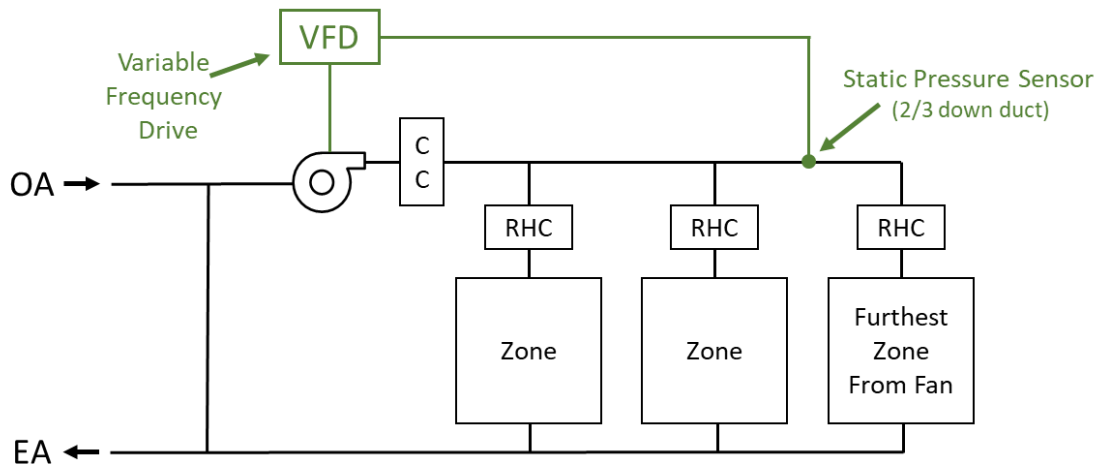 VFD
Variable
Frequency
Drive
Static Pressure Sensor
(2/3 down duct)
C
C
OA
RHC
RHC
RHC
Zone
Zone
Furthest
Zone
From Fan
EA